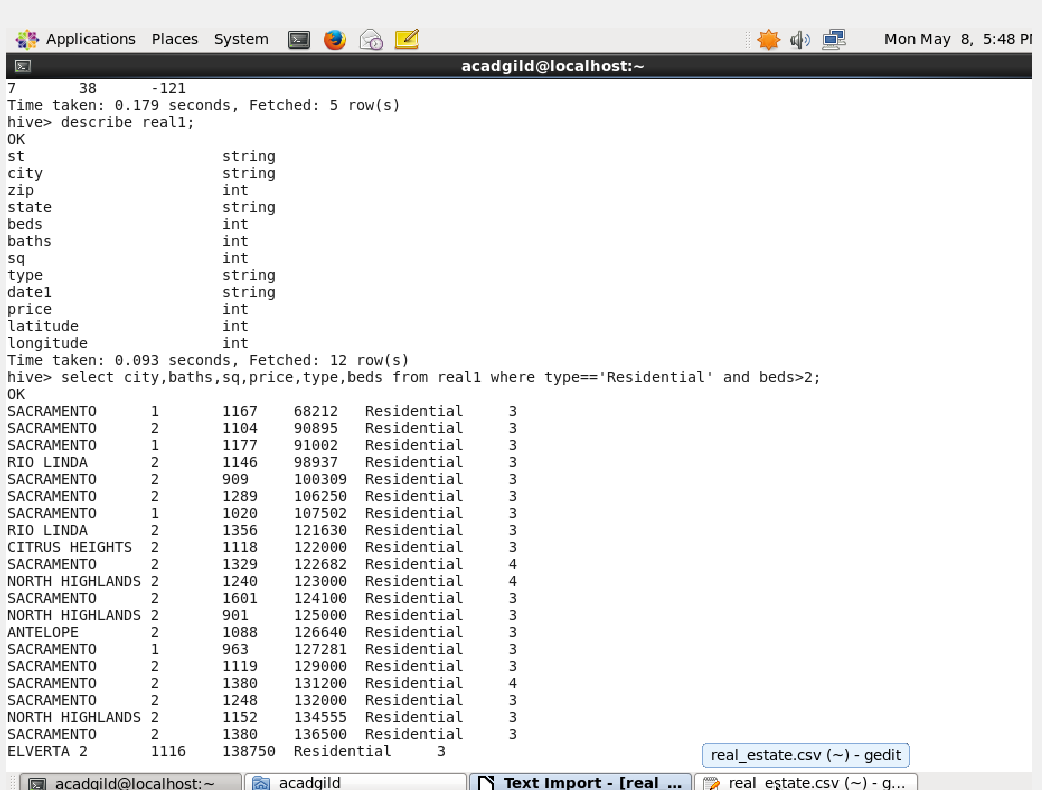 Applications Places System Mon May 8, 5:48 PM
acadgild@localhost:~
7 38 -121
Time taken: 0.179 seconds, Fetched: 5 row(s)
hive> describe real1;
OK
st string
city string
zip int
state string
beds int
baths int
sq int
type string
date1 string
price int
latitude int
longitude int
Time taken: 0.093 seconds, Fetched: 12 row(s)
hive> select city,baths,sq,price,type,beds from real1 where type=='Residential' and beds>2;
OK
SACRAMENTO 1 1167 68212 Residential 3
SACRAMENTO 2 1104 90895 Residential 3
SACRAMENTO 1 1177 91002 Residential 3
RIO LINDA 2 1146 98937 Residential 3
SACRAMENTO 2 909 100309 Residential 3
SACRAMENTO 2 1289 106250 Residential 3
SACRAMENTO 1 1020 107502 Residential 3
RIO LINDA 2 1356 121630 Residential 3
CITRUS HEIGHTS 2 1118 122000 Residential 3
SACRAMENTO 2 1329 122682 Residential 4
NORTH HIGHLANDS 2 1240 123000 Residential 4
SACRAMENTO 2 1601 124100 Residential 3
NORTH HIGHLANDS 2 901 125000 Residential 3
ANTELOPE 2 1088 126640 Residential 3
SACRAMENTO 1 963 127281 Residential 3
SACRAMENTO 2 1119 129000 Residential 3
SACRAMENTO 2 1380 131200 Residential 4
SACRAMENTO 2 1248 132000 Residential 3
NORTH HIGHLANDS 2 1152 134555 Residential 3
SACRAMENTO 2 1380 136500 Residential 3
ELVERTA 2 1116 138750 Residential 3
real_estate.csv (~) - gedit
acadgild@localhost:~ acadgild Text Import - [real ... real_estate.csv (~) - g...